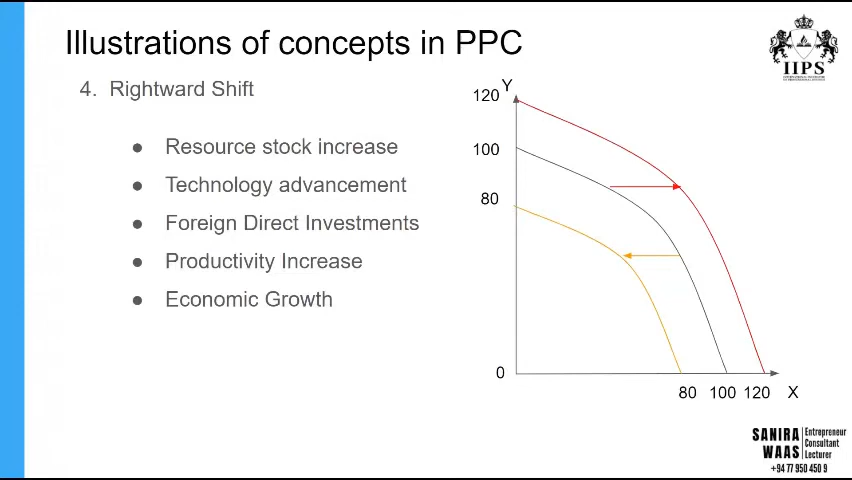 Illustrations of concepts in PPC
IIPS
4. Rightward Shift
● Resource stock increase
● Technology advancement
● Foreign Direct Investments
● Productivity Increase
● Economic Growth
Y
120
100
80
0
80 100 120 X
SANIRA WAAS
Entrepreneur
Consultant
Lecturer
+94 77 950 450 9